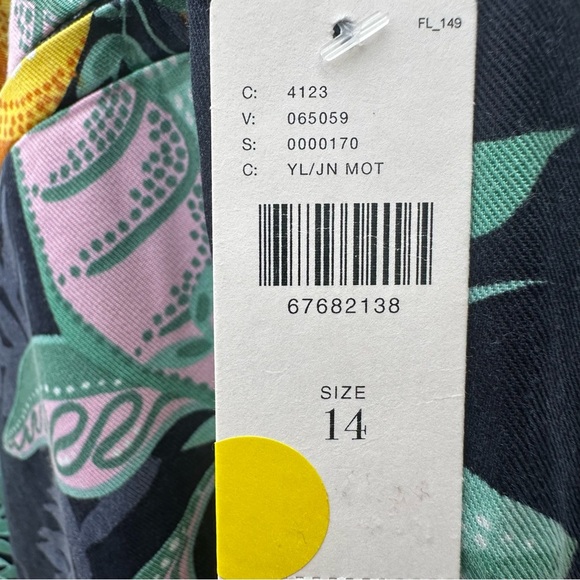 FL_149
C: 4123
V: 065059
S: 0000170
C: YL/JN MOT
67682138
SIZE
14